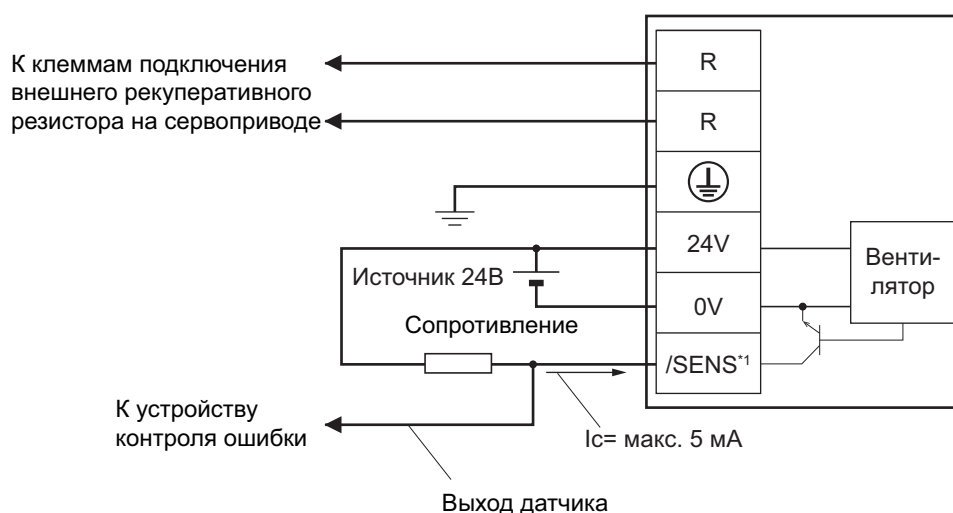 К клеммам подключения
внешнего рекуперативного
резистора на сервоприводе
R
R
24V
Источник 24В
0V
Венти-
лятор
Сопротивление
/SENS*1
К устройству
контроля ошибки
Ic= макс. 5 мА
Выход датчика